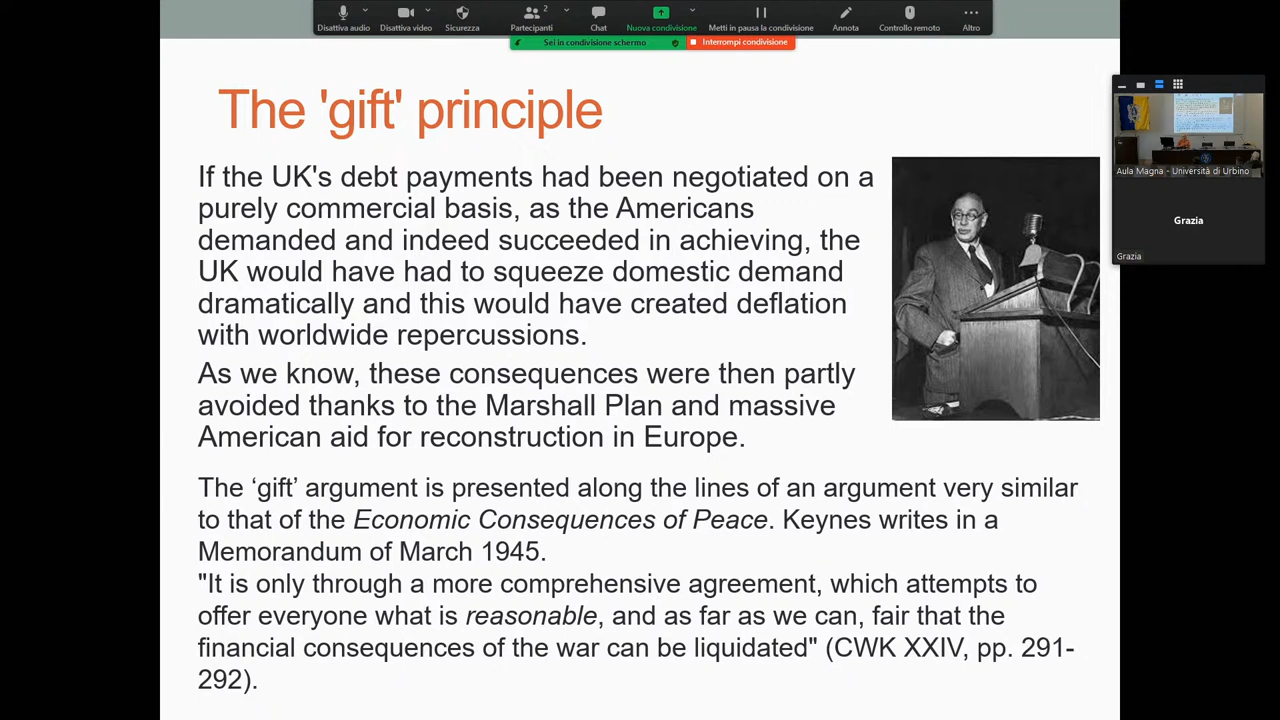 Disattiva audio
Disattiva video
Sicurezza
2
Partecipanti
Chat
Nuova condivisione
Metti in pausa la condivisione
Annota
Controllo remoto
Altro
Sei in condivisione schermo
Interrompi condivisione
The 'gift' principle
If the UK's debt payments had been negotiated on a
purely commercial basis, as the Americans
demanded and indeed succeeded in achieving, the
UK would have had to squeeze domestic demand
dramatically and this would have created deflation
with worldwide repercussions.
As we know, these consequences were then partly
avoided thanks to the Marshall Plan and massive
American aid for reconstruction in Europe.
The ‘gift’ argument is presented along the lines of an argument very similar
to that of the Economic Consequences of Peace. Keynes writes in a
Memorandum of March 1945.
"It is only through a more comprehensive agreement, which attempts to
offer everyone what is reasonable, and as far as we can, fair that the
financial consequences of the war can be liquidated" (CWK XXIV, pp. 291-
292).
Aula Magna - Università di Urbino
Grazia
Grazia